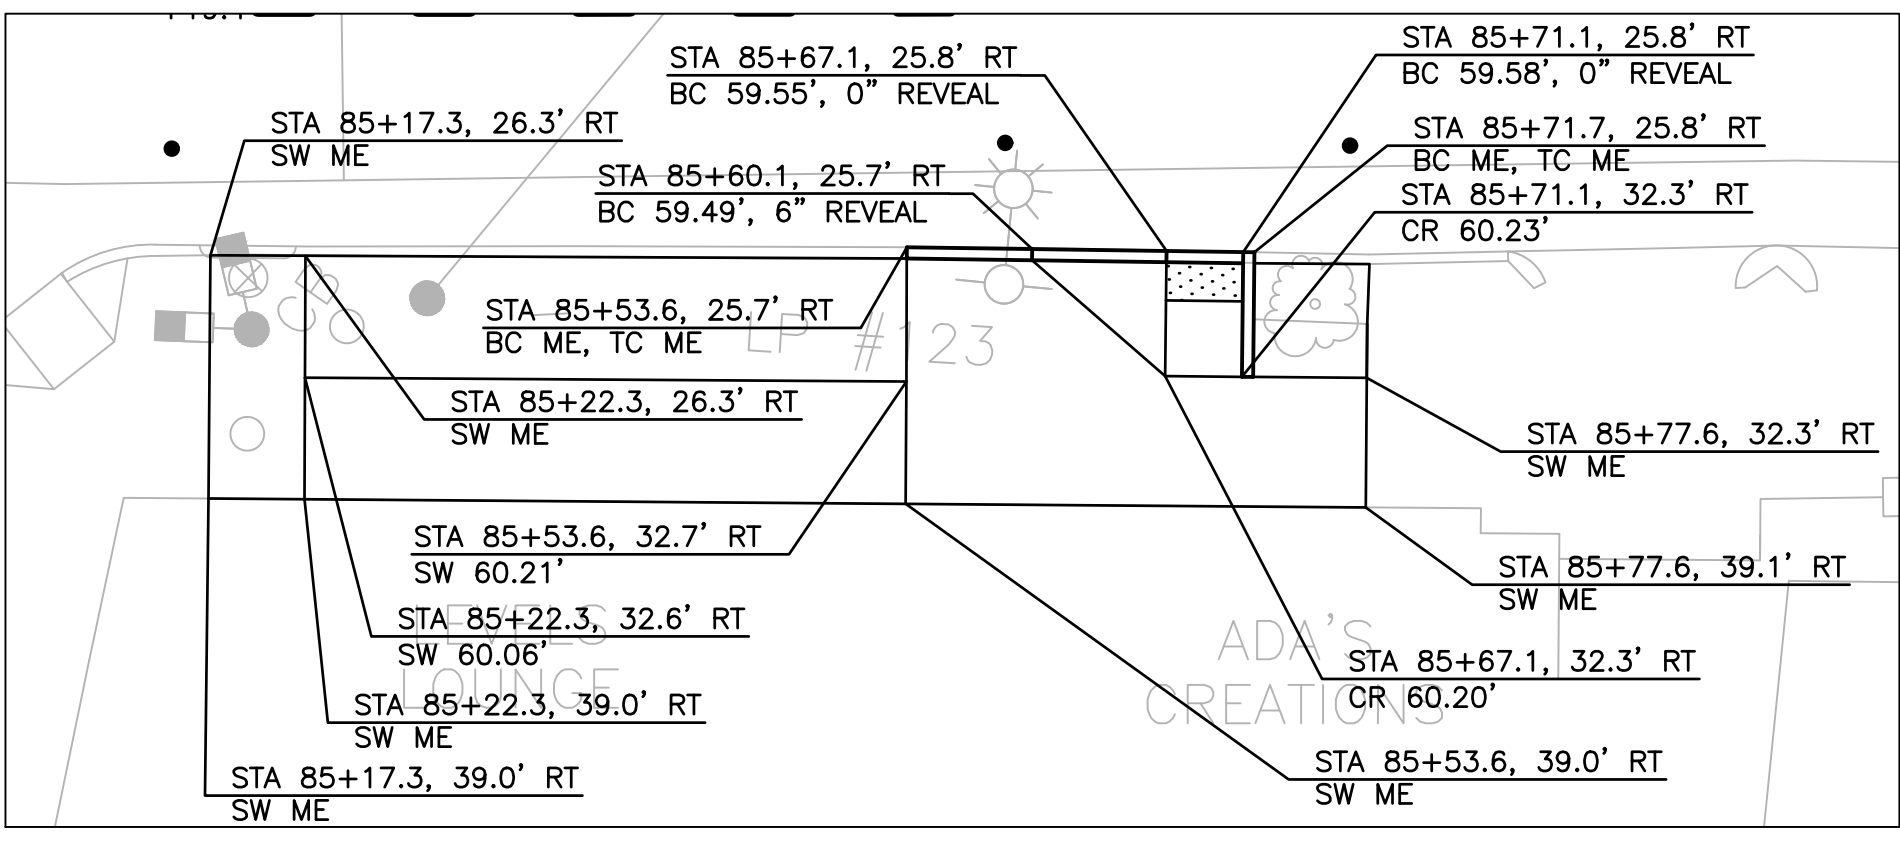 STA 85+67.1, 25.8' RT
BC 59.55', 0” REVEAL
STA 85+71.1, 25.8' RT
BC 59.58', 0” REVEAL
STA 85+17.3, 26.3' RT
SW ME
STA 85+71.7, 25.8' RT
BC ME, TC ME
STA 85+60.1, 25.7' RT
BC 59.49', 6” REVEAL
STA 85+71.1, 32.3' RT
CR 60.23'
STA 85+53.6, 25.7' RT
BC ME, TC ME
LP #123
STA 85+22.3, 26.3' RT
SW ME
STA 85+77.6, 32.3' RT
SW ME
STA 85+53.6, 32.7' RT
SW 60.21'
STA 85+77.6, 39.1' RT
SW ME
STA 85+22.3, 32.6' RT
SW 60.06'
LEVELS
LOUNGE
ADA'S
CREATIONS
STA 85+67.1, 32.3' RT
CR 60.20'
STA 85+22.3, 39.0' RT
SW ME
STA 85+53.6, 39.0' RT
SW ME
STA 85+17.3, 39.0' RT
SW ME